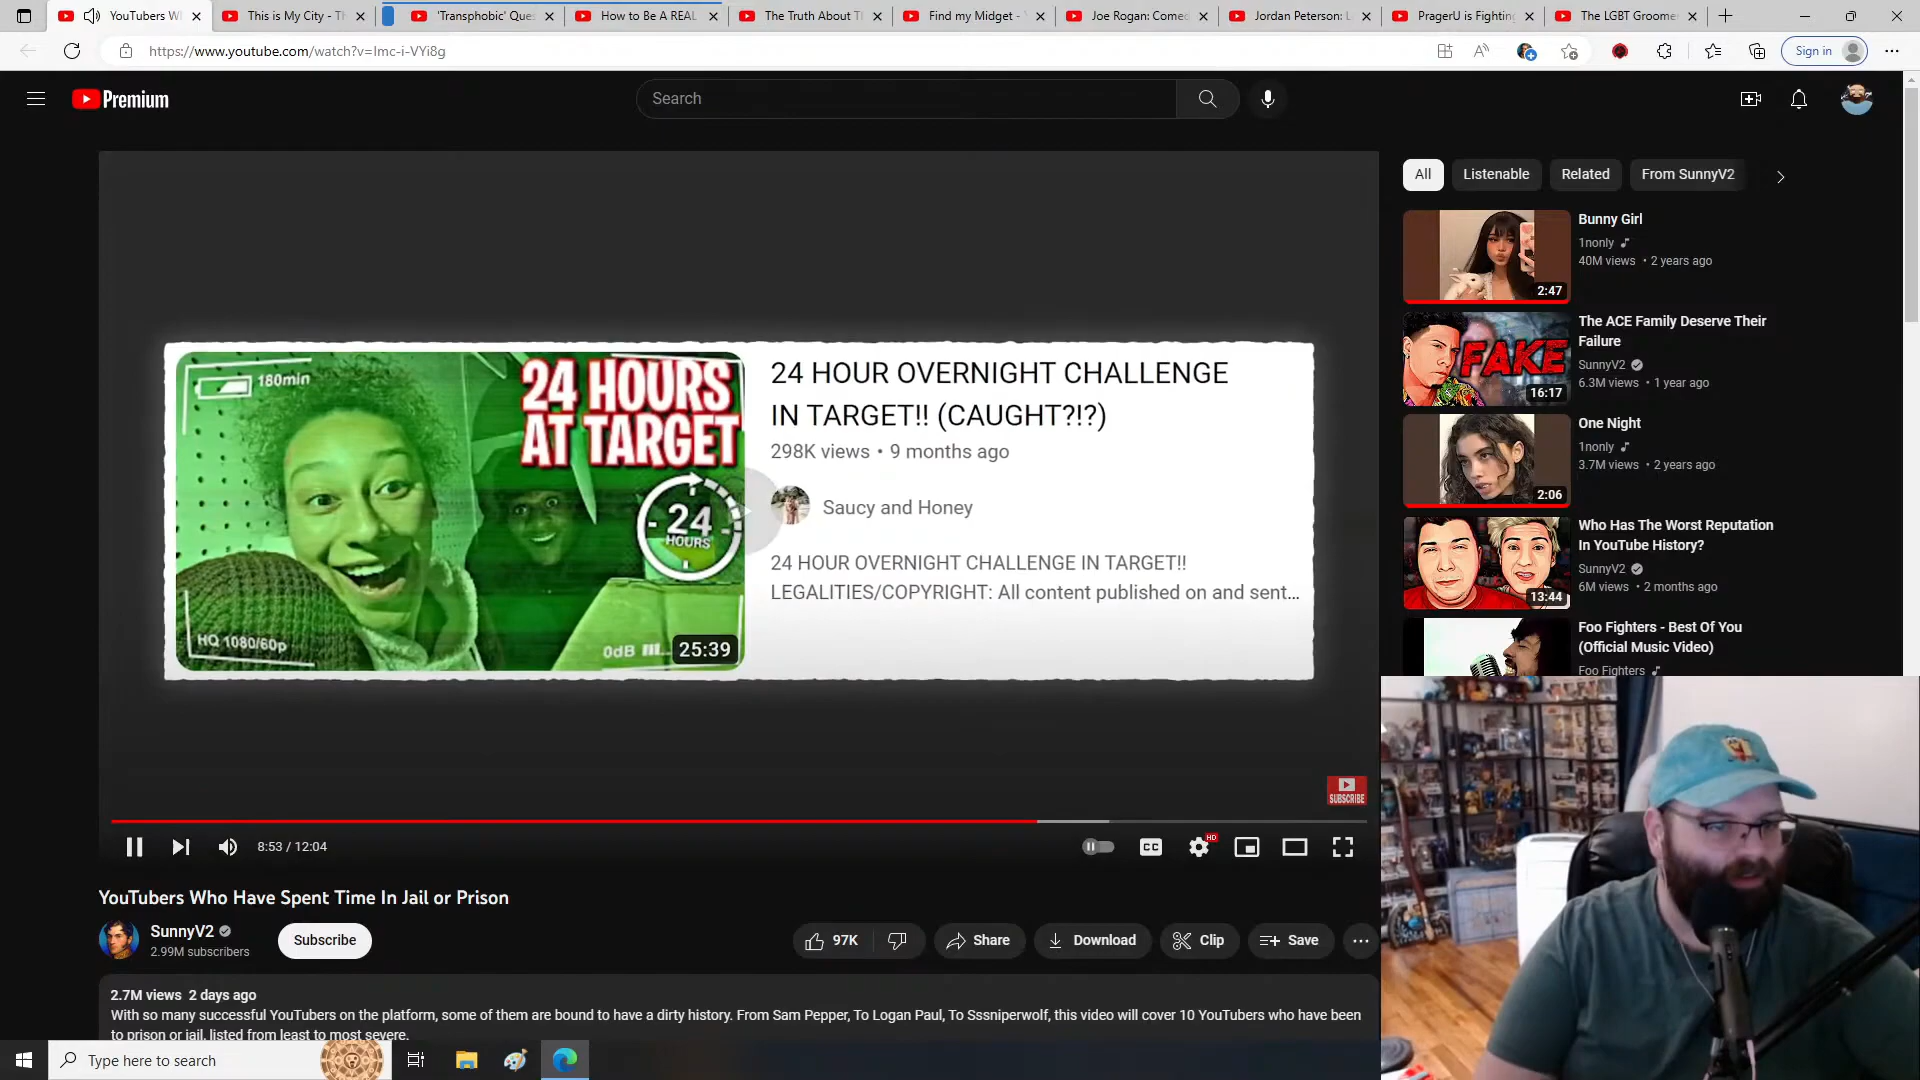 YouTubers W
This is My City - Th
'Transphobic' Que
How to Be A REAL
The Truth About T
Find my Midget -
Joe Rogan: Come
Jordan Peterson: L
PragerU is Fightin
The LGBT Groome
https://www.youtube.com/watch?v=Imc-i-VYi8g
Sign in
Premium
Search
All
Listenable
Related
From SunnyV2
180min
24 HOURS
AT TARGET
24
HOURS
HQ 1080/60p
0dB
25:39
24 HOUR OVERNIGHT CHALLENGE
IN TARGET!! (CAUGHT?!?)
298K views • 9 months ago
Saucy and Honey
24 HOUR OVERNIGHT CHALLENGE IN TARGET!!
LEGALITIES/COPYRIGHT: All content published on and sent...
SUBSCRIBE
8:53 / 12:04
CC
HD
YouTubers Who Have Spent Time In Jail or Prison
SunnyV2
2.99M subscribers
Subscribe
97K
Share
Download
Clip
Save
2.7M views 2 days ago
With so many successful YouTubers on the platform, some of them are bound to have a dirty history. From Sam Pepper, To Logan Paul, To Sssniperwolf, this video will cover 10 YouTubers who have been
to prison or jail, listed from least to most severe.
2:47
Bunny Girl
1nonly
40M views • 2 years ago
FAKE
16:17
The ACE Family Deserve Their
Failure
SunnyV2
6.3M views • 1 year ago
2:06
One Night
1nonly
3.7M views • 2 years ago
13:44
Who Has The Worst Reputation
In YouTube History?
SunnyV2
6M views • 2 months ago
Foo Fighters - Best Of You
(Official Music Video)
Foo Fighters
Type here to search